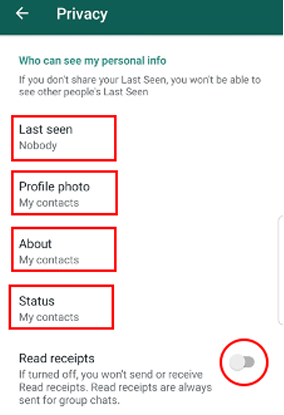 Privacy
Who can see my personal info
If you don't share your Last Seen, you won't be able to
see other people's Last Seen
Last seen
Nobody
Profile photo
My contacts
About
My contacts
Status
My contacts
Read receipts
If turned off, you won't send or receive
Read receipts. Read receipts are always
sent for group chats.